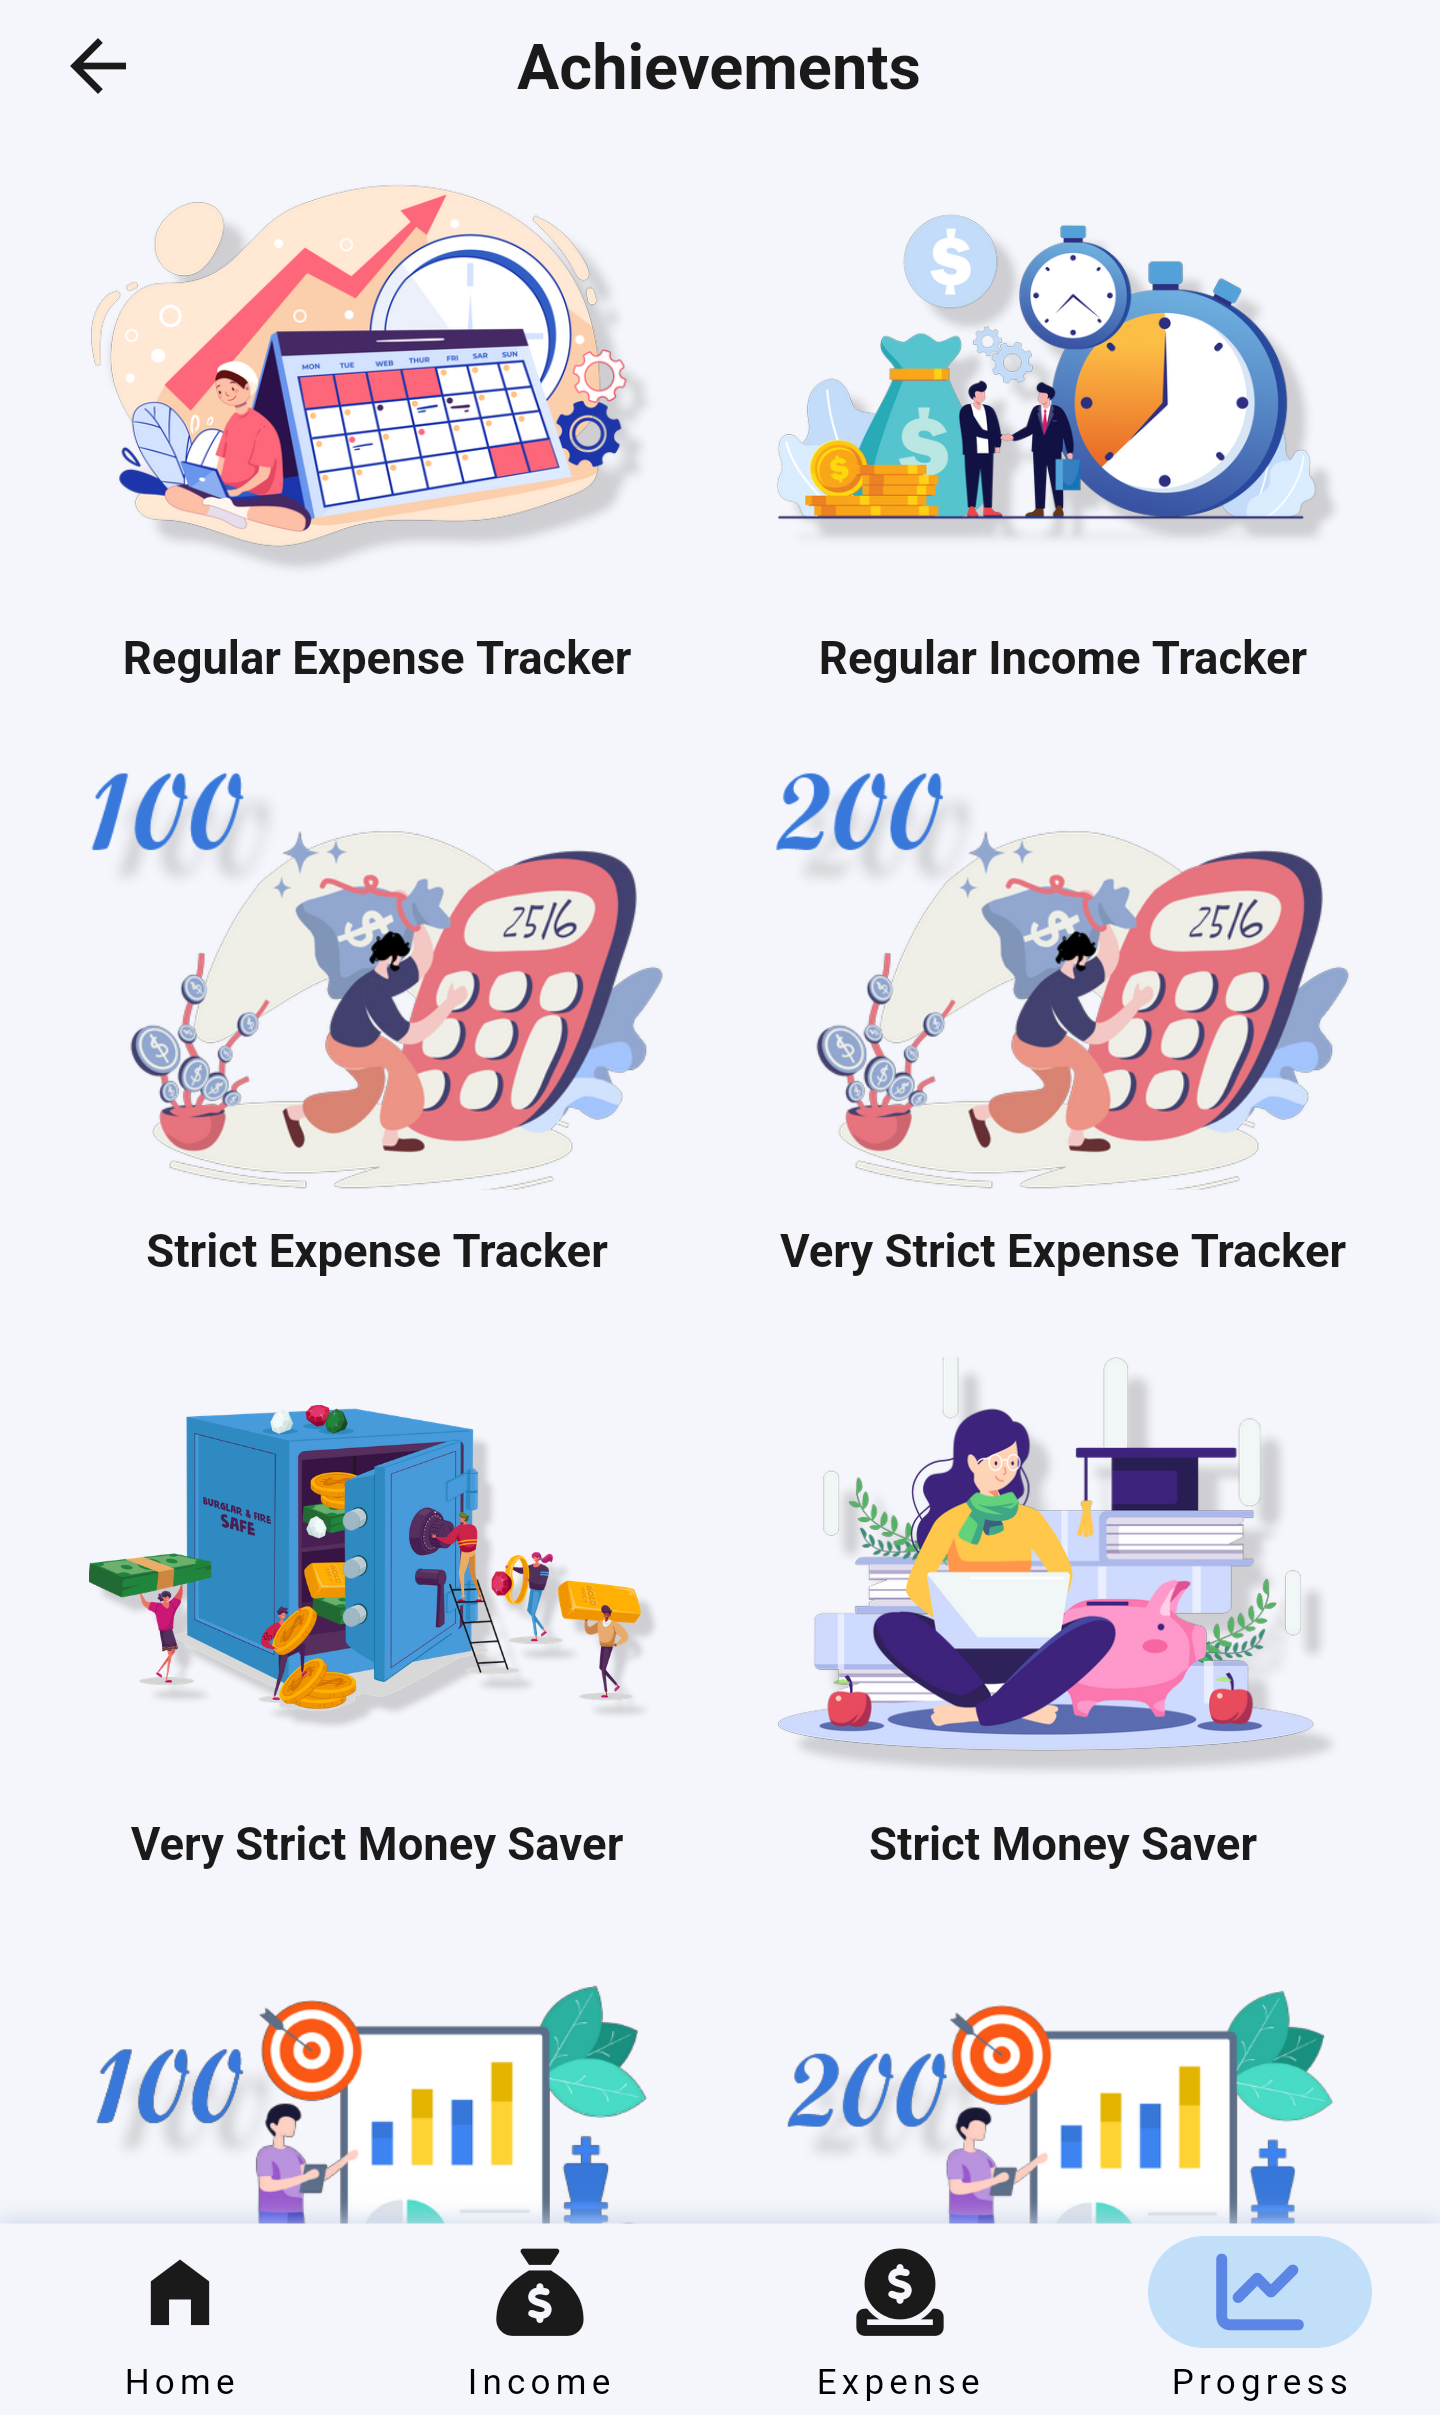 Achievements
MON TUE WEB THUR FRI SAR SUN
$
$
$
Regular Expense Tracker
Regular Income Tracker
100
200
$
2516
$
2516
Strict Expense Tracker
Very Strict Expense Tracker
BURGLAR & FIRE
SAFE
Very Strict Money Saver
Strict Money Saver
100
200
Home
Income
Expense
Progress